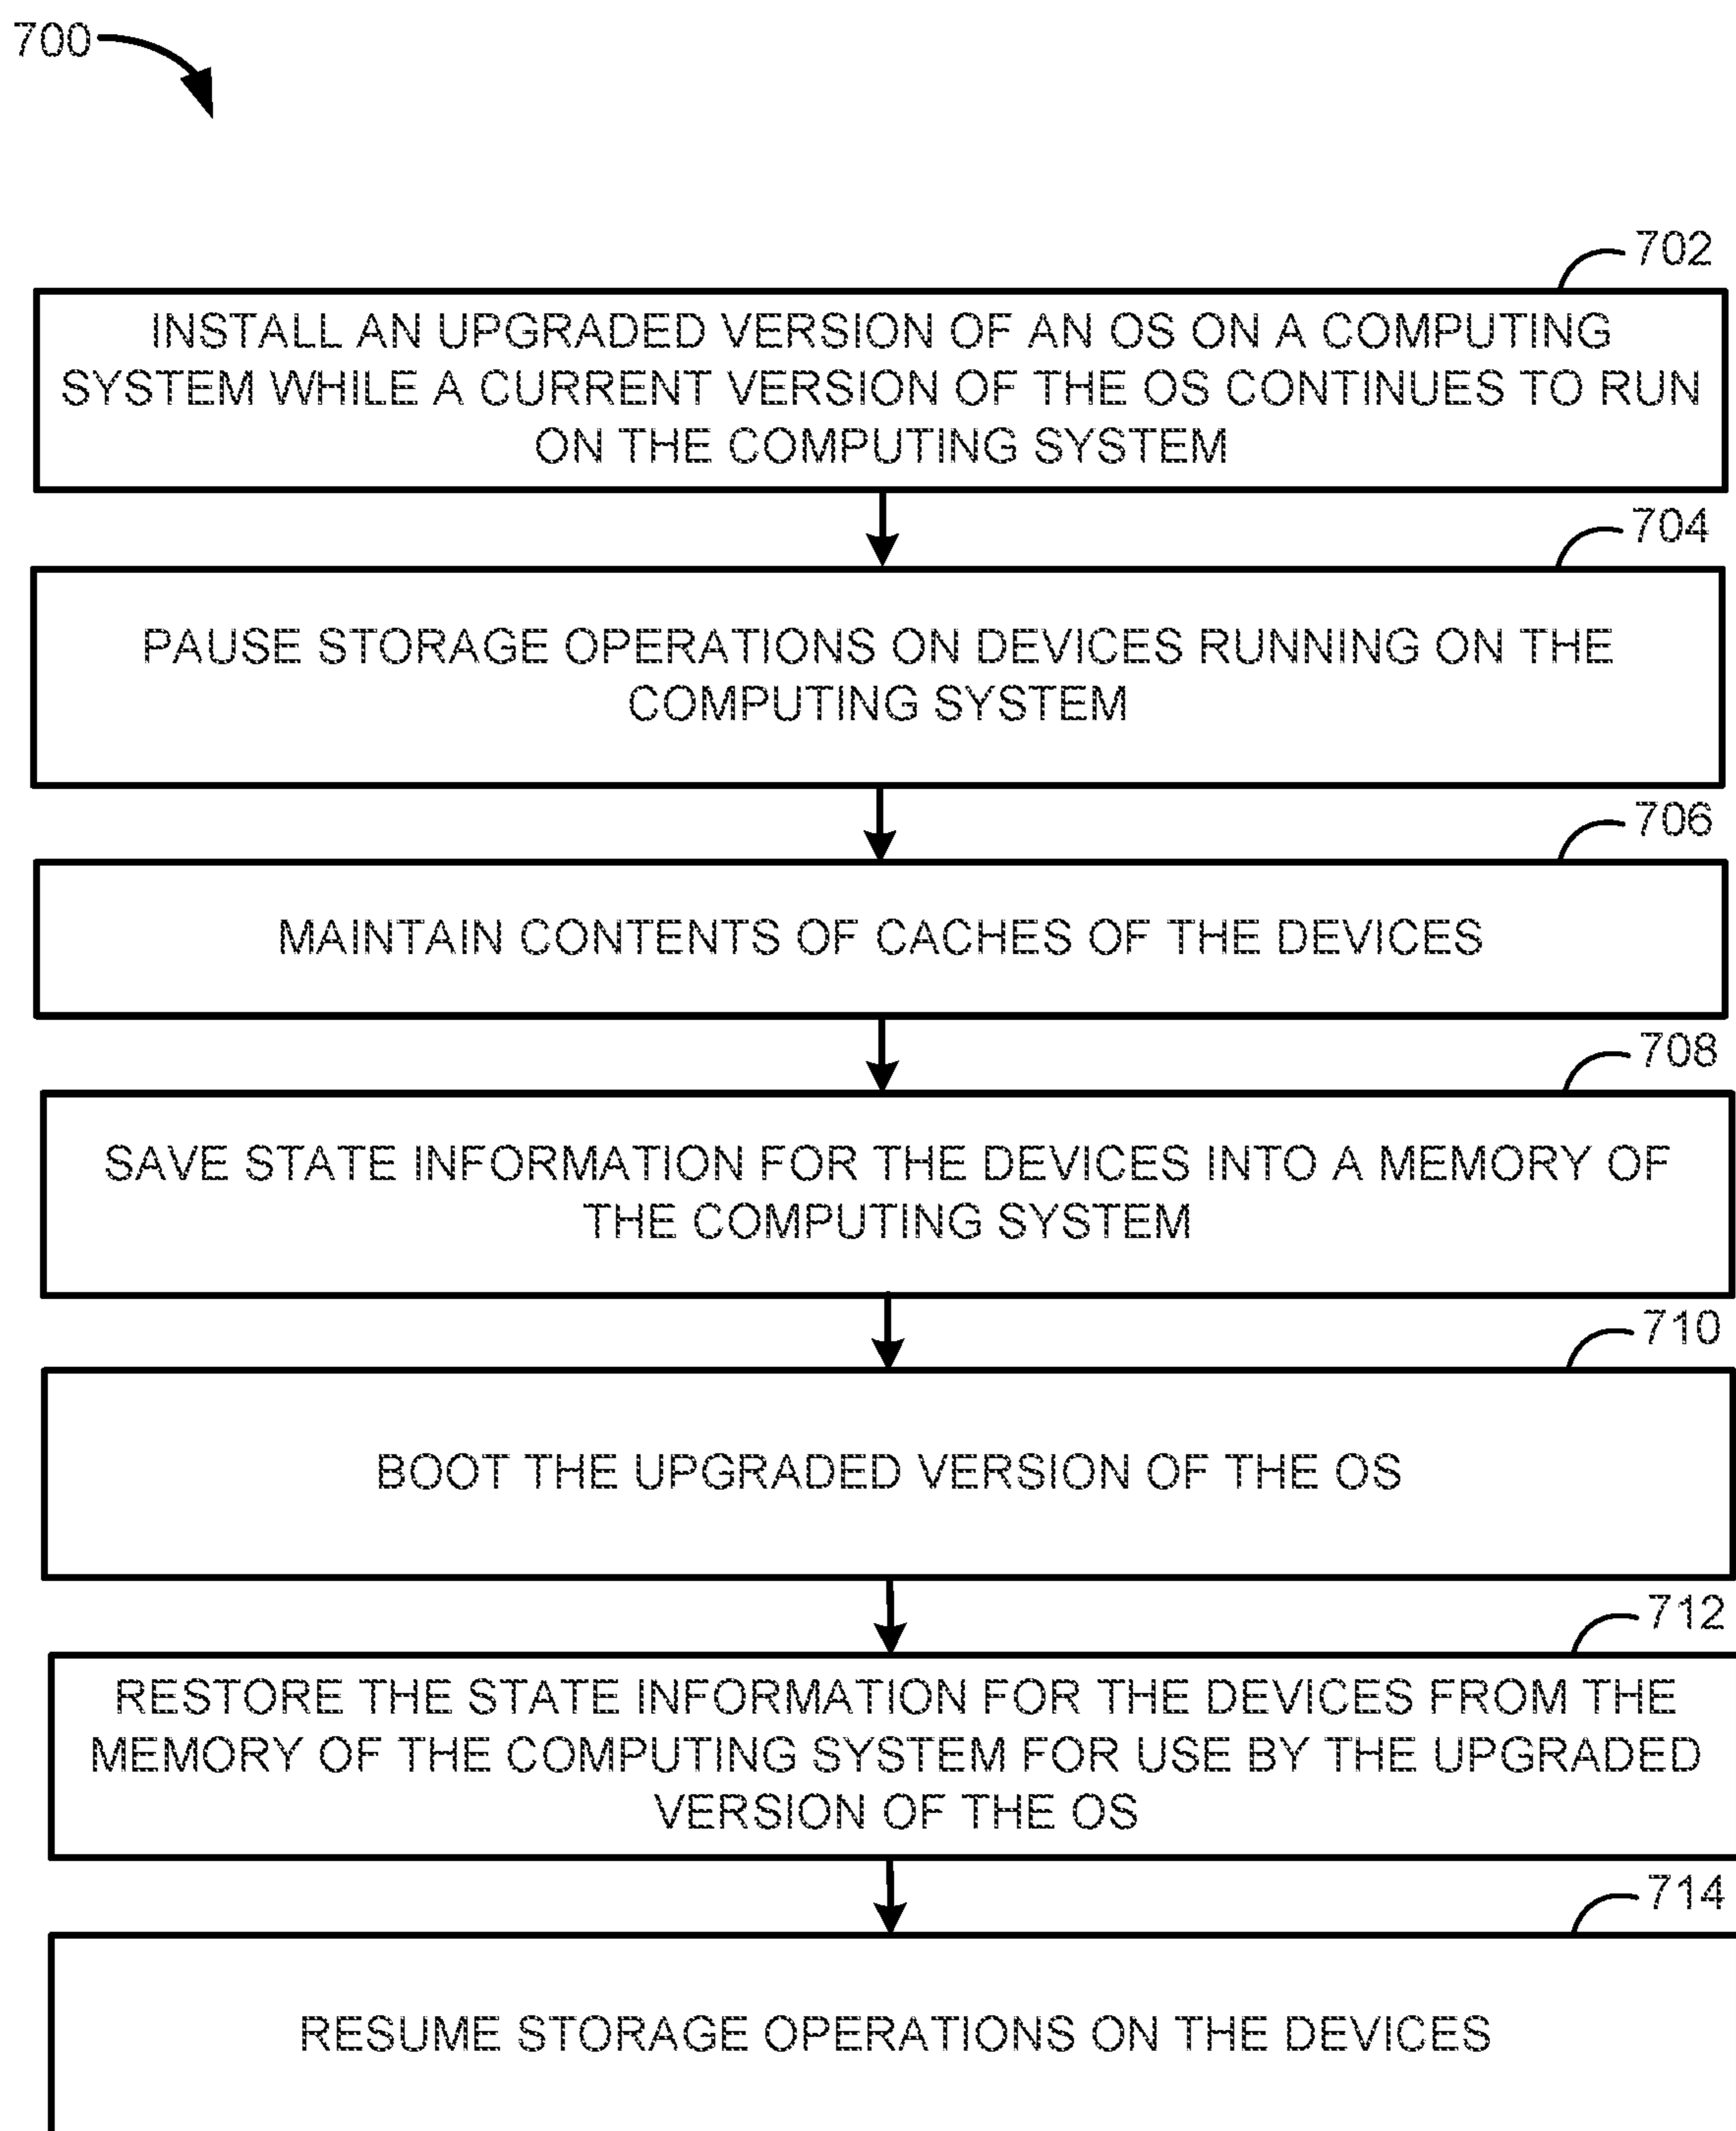 700
702
INSTALL AN UPGRADED VERSION OF AN OS ON A COMPUTING
SYSTEM WHILE A CURRENT VERSION OF THE OS CONTINUES TO RUN
ON THE COMPUTING SYSTEM
704
PAUSE STORAGE OPERATIONS ON DEVICES RUNNING ON THE
COMPUTING SYSTEM
706
MAINTAIN CONTENTS OF CACHES OF THE DEVICES
708
SAVE STATE INFORMATION FOR THE DEVICES INTO A MEMORY OF
THE COMPUTING SYSTEM
710
BOOT THE UPGRADED VERSION OF THE OS
712
RESTORE THE STATE INFORMATION FOR THE DEVICES FROM THE
MEMORY OF THE COMPUTING SYSTEM FOR USE BY THE UPGRADED
VERSION OF THE OS
714
RESUME STORAGE OPERATIONS ON THE DEVICES